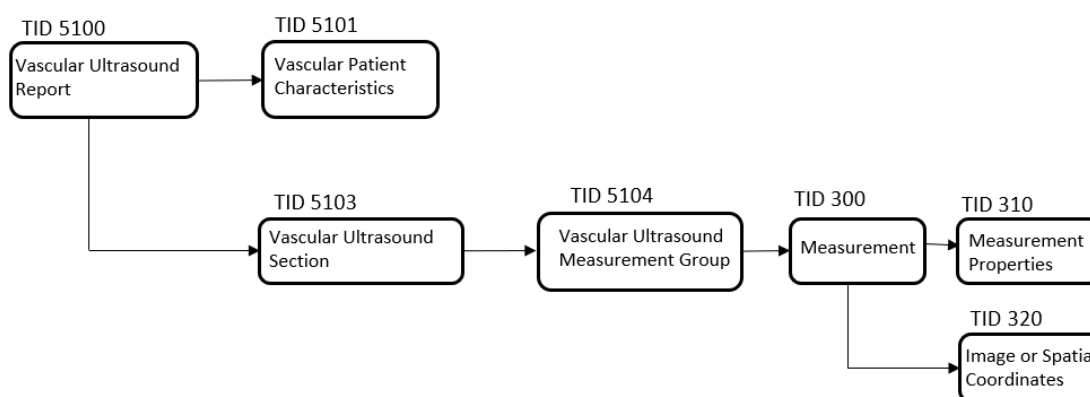 TID 5100
Vascular Ultrasound
Report
TID 5101
Vascular Patient
Characteristics
TID 5103
Vascular Ultrasound
Section
TID 5104
Vascular Ultrasound
Measurement Group
TID 300
Measurement
TID 310
Measurement
Properties
TID 320
Image or Spatia
Coordinates